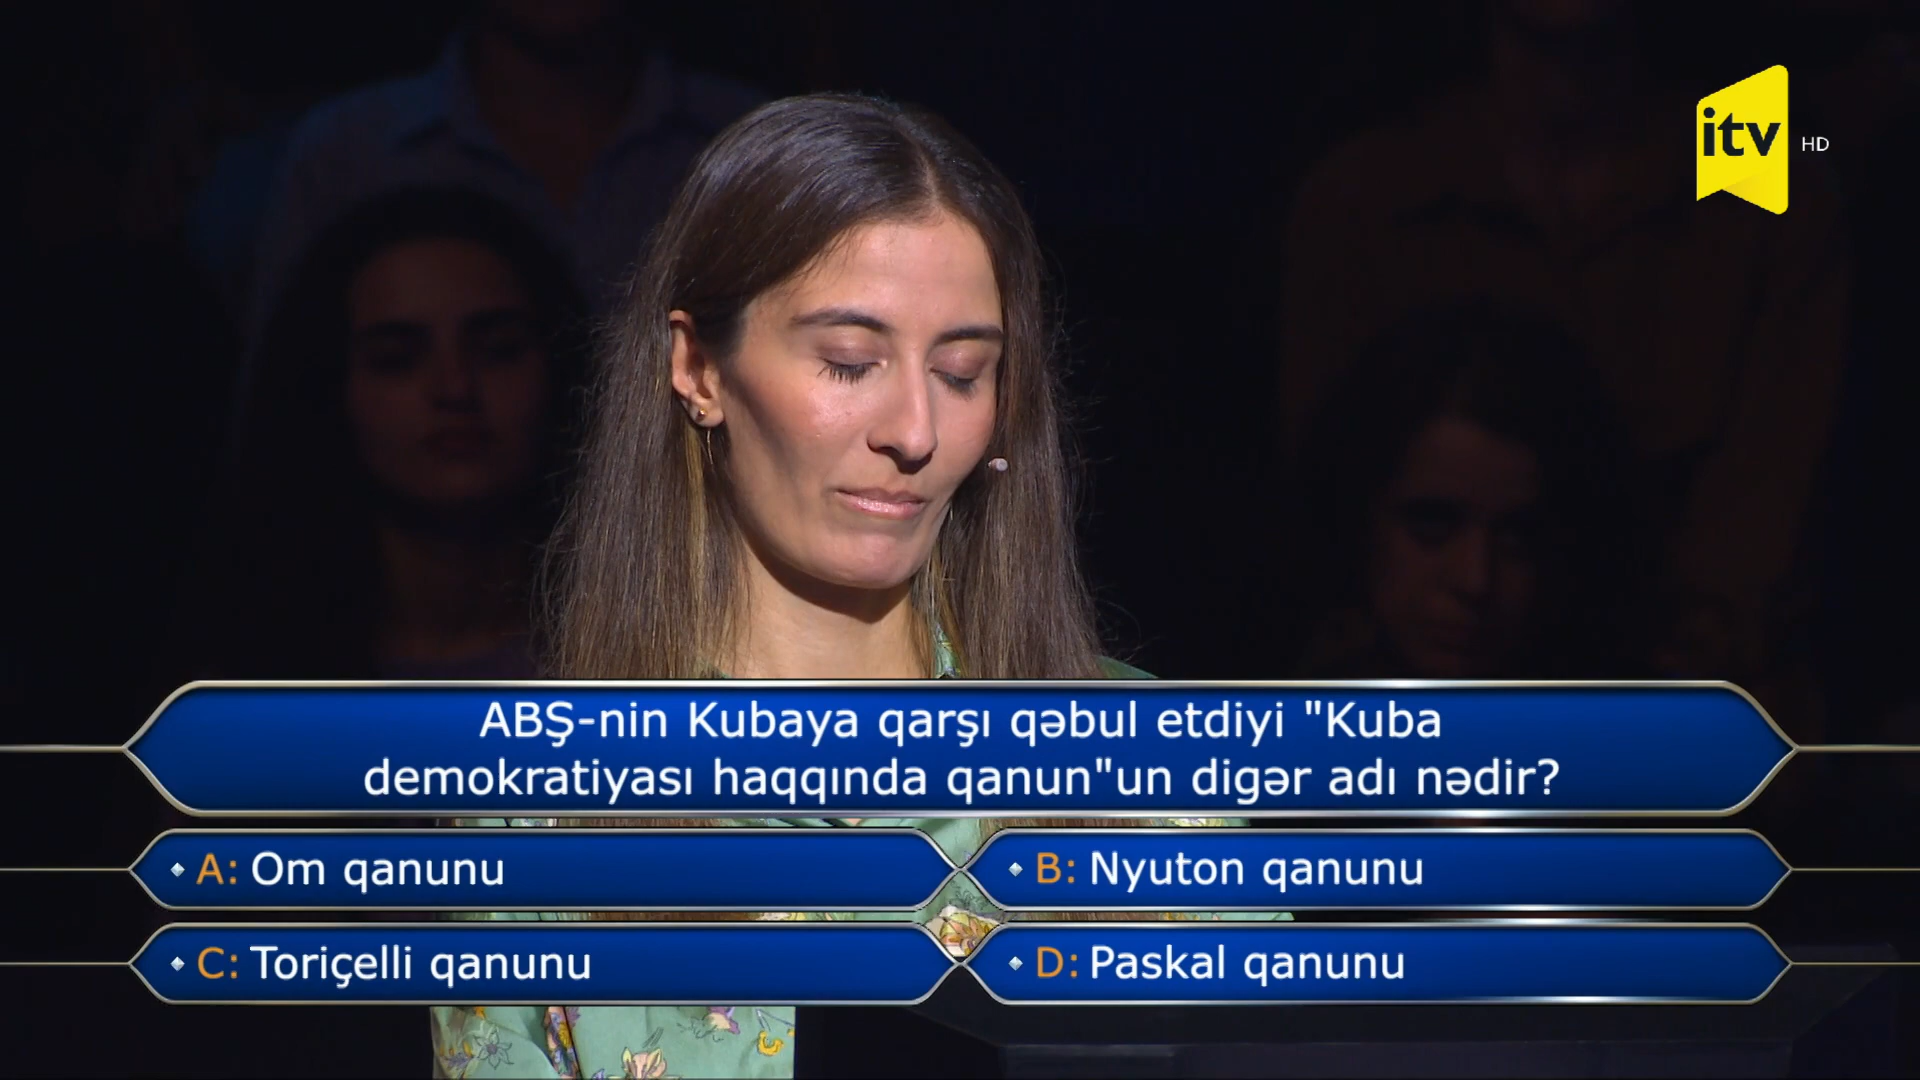 itv HD
ABŞ-nin Kubaya qarşı qəbul etdiyi "Kuba
demokratiyası haqqında qanun"un digər adı nədir?
A: Om qanunu
B: Nyuton qanunu
C: Toriçelli qanunu
D: Paskal qanunu